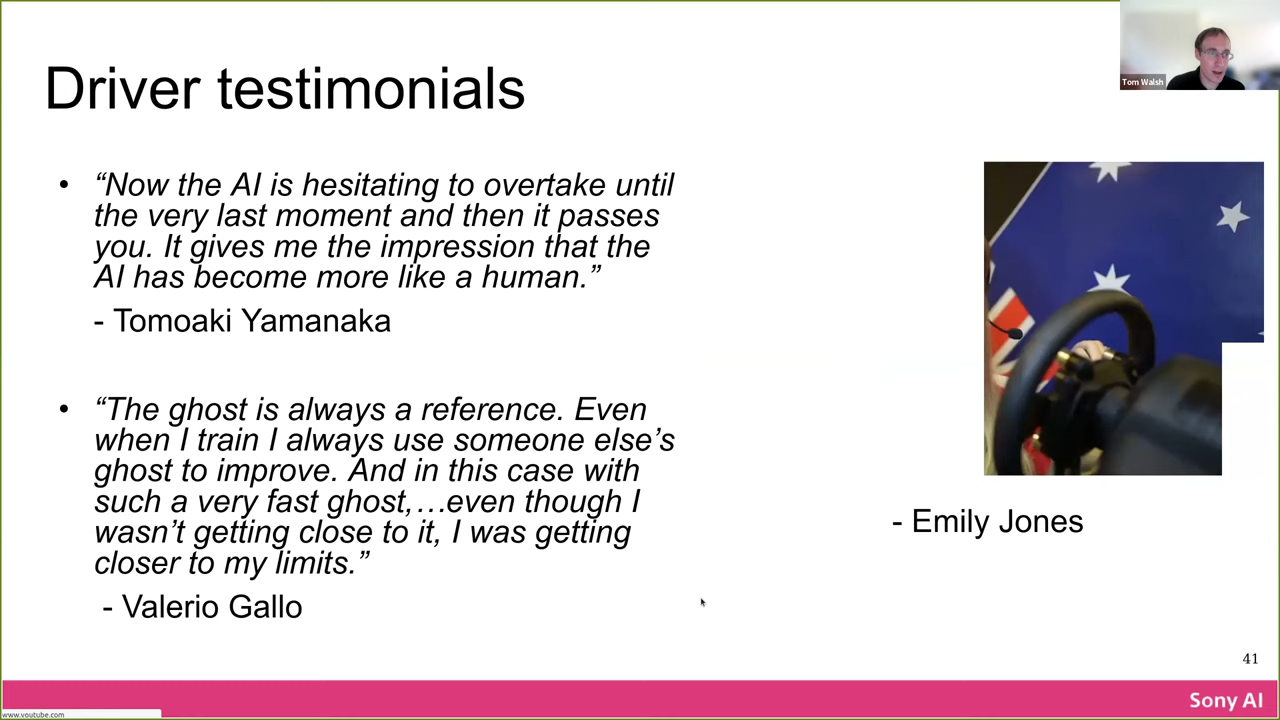 Driver testimonials
Tom Walsh
• “Now the AI is hesitating to overtake until
the very last moment and then it passes
you. It gives me the impression that the
AI has become more like a human.”
- Tomoaki Yamanaka
• “The ghost is always a reference. Even
when I train I always use someone else’s
ghost to improve. And in this case with
such a very fast ghost,…even though I
wasn’t getting close to it, I was getting
closer to my limits.”
- Valerio Gallo
- Emily Jones
41
Sony AI
www.youtube.com